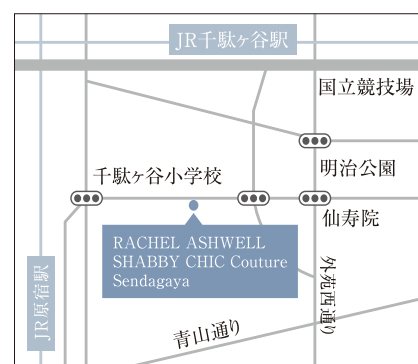 JR千駄ヶ谷駅
国立競技場
明治公園
千駄ヶ谷小学校
仙寿院
RACHEL ASHWELL
SHABBY CHIC Couture
Sendagaya
JR原宿駅
外苑西通り
青山通り